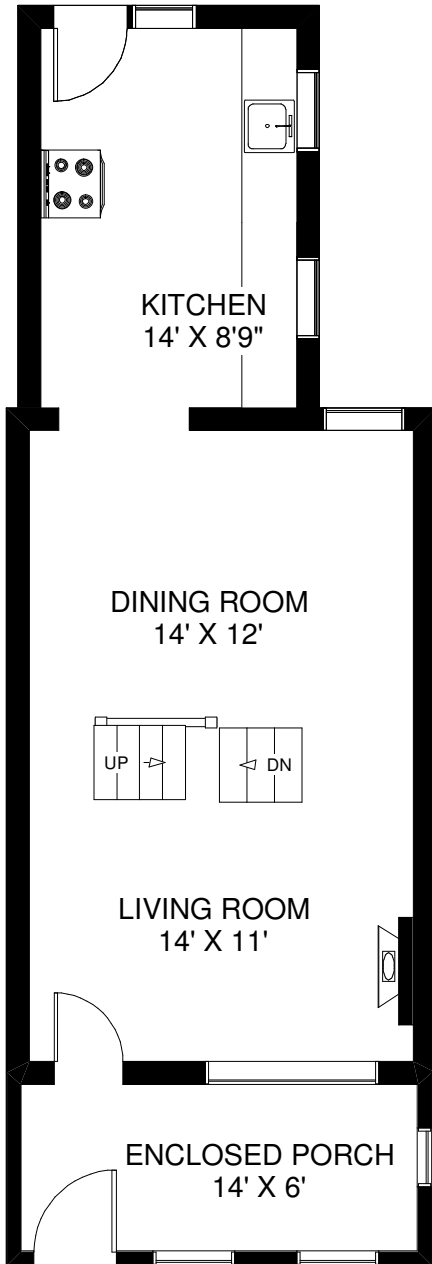 KITCHEN
14' X 8'9"
DINING ROOM
14' X 12'
UP
DN
LIVING ROOM
14' X 11'
ENCLOSED PORCH
14' X 6'